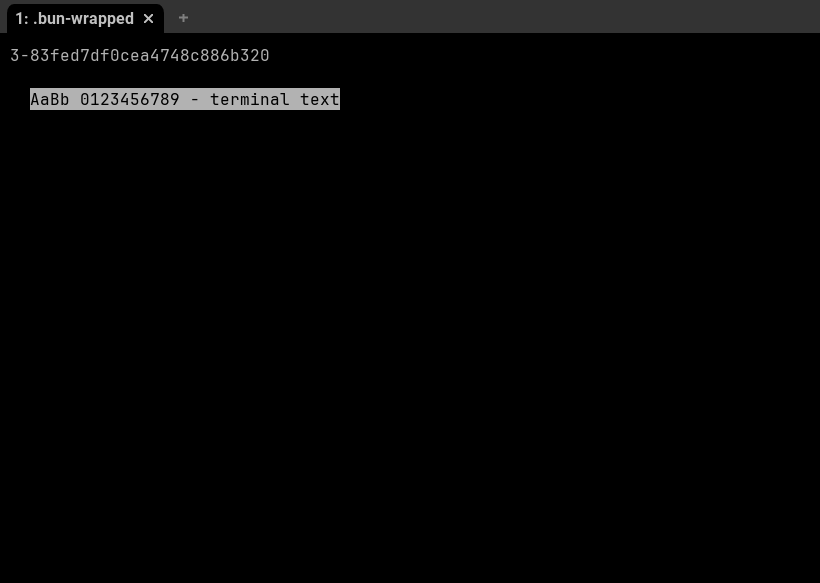 1: .bun-wrapped × +
3-83fed7df0cea4748c886b320
AaBb 0123456789 - terminal text